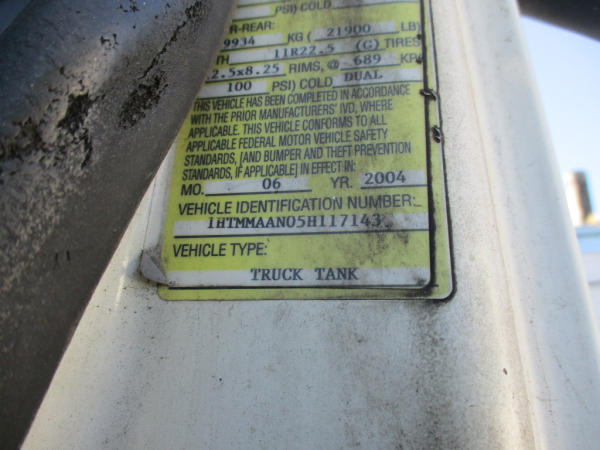 PSI) COLD
R-REAR:
9934 KG ( 21900 LB)
TH 11R22.5 (G) TIRES
2.5x8.25 RIMS, @ 689 KP
100 PSI) COLD DUAL
THIS VEHICLE HAS BEEN COMPLETED IN ACCORDANCE
WITH THE PRIOR MANUFACTURERS' IVD, WHERE
APPLICABLE. THIS VEHICLE CONFORMS TO ALL
APPLICABLE FEDERAL MOTOR VEHICLE SAFETY
STANDARDS, [AND BUMPER AND THEFT PREVENTION
STANDARDS, IF APPLICABLE] IN EFFECT IN:
MO. 06 YR. 2004
VEHICLE IDENTIFICATION NUMBER:
1HTMMAAN05H117143
VEHICLE TYPE:
TRUCK TANK